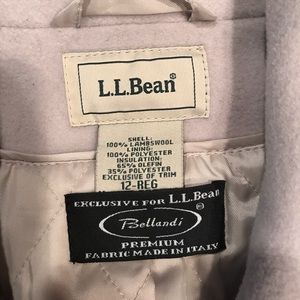 L.L.Bean®
SHELL:
100% LAMBSWOOL
LINING:
100% POLYESTER
INSULATION:
65% OLEFIN
35% POLYESTER
EXCLUSIVE OF TRIM
12-REG
EXCLUSIVE FOR L.L.Bean
Bellandi
PREMIUM
FABRIC MADE IN ITALY